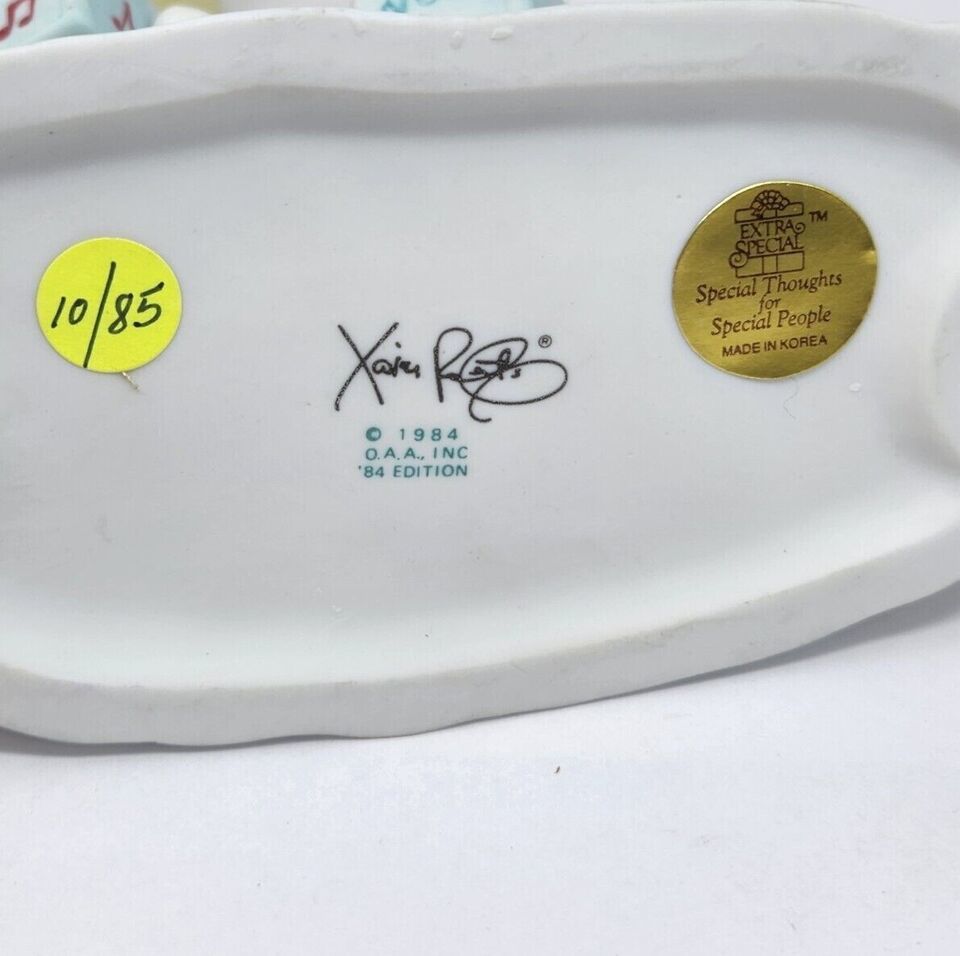 10/85
Xavier Roberts ®
© 1984
O.A.A., INC
'84 EDITION
EXTRA ™
SPECIAL
Special Thoughts
for
Special People
MADE IN KOREA